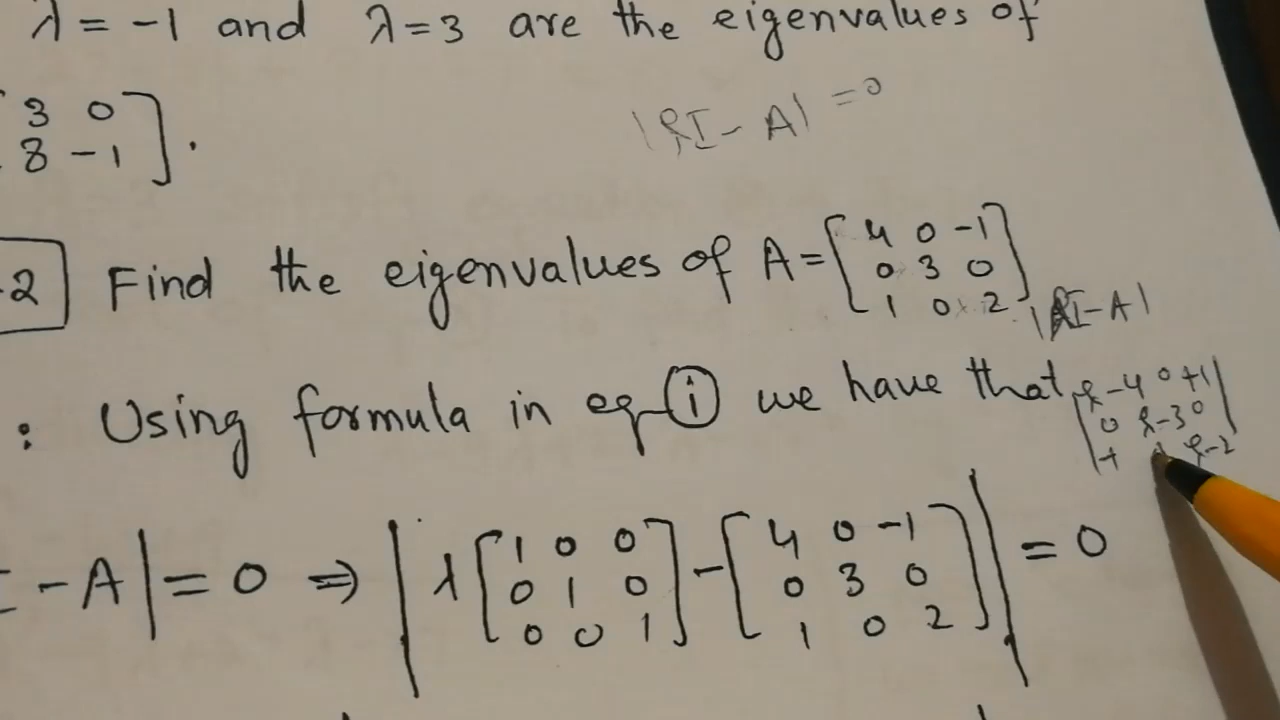 λ = -1 and λ = 3 are the eigenvalues of
3 0
8 -1 ] .
|λI - A| = 0
-2 Find the eigenvalues of A = [ 4 0 -1
0 3 0
1 0 2 ]
|λI - A|
: Using formula in eq (i) we have that
| λ-4 0 +1 |
0 λ-3 0
λ-2
- A | = 0 ⇒ | λ [ 1 0 0 ] - [ 4 0 -1 ] | = 0
0 1 0 0 3 0
0 0 1 1 0 2